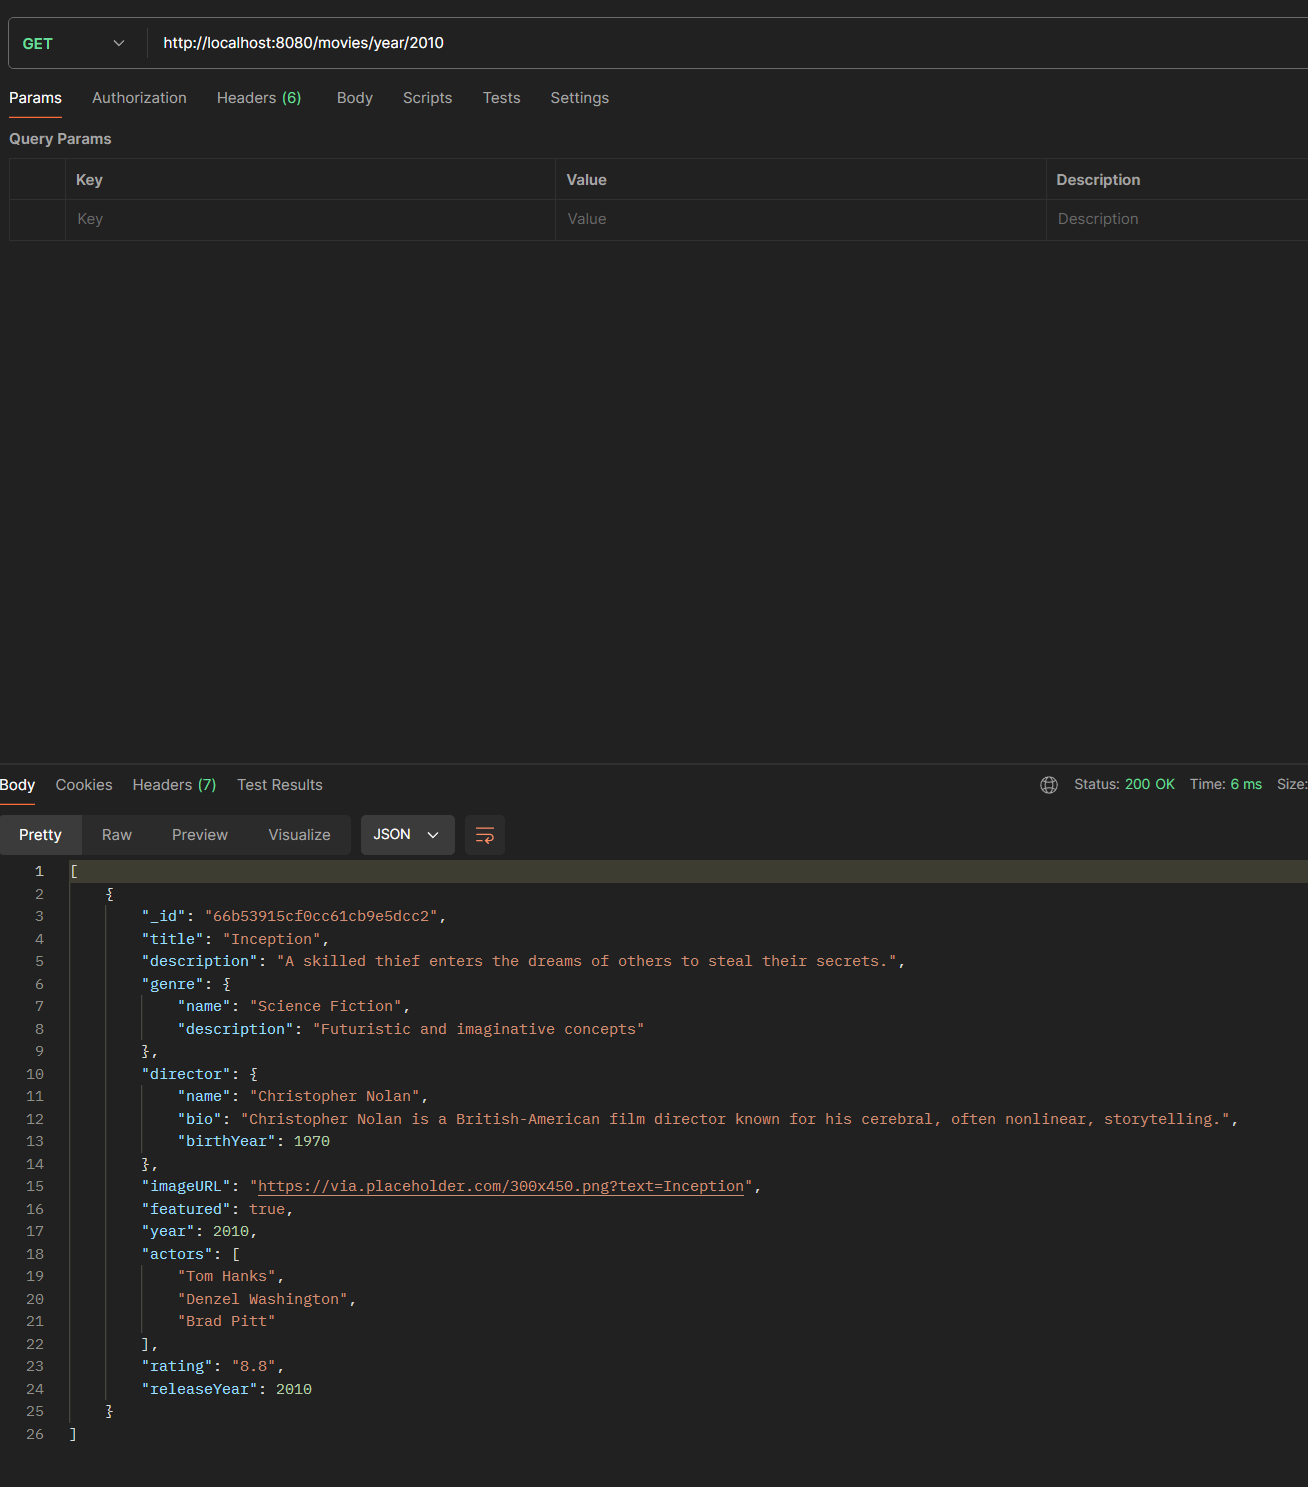 GET http://localhost:8080/movies/year/2010
Params Authorization Headers (6) Body Scripts Tests Settings
Query Params
Key Value Description
Key Value Description
Body Cookies Headers (7) Test Results Status: 200 OK Time: 6 ms Size:
Pretty Raw Preview Visualize JSON
1 [
2 {
3 "_id": "66b53915cf0cc61cb9e5dcc2",
4 "title": "Inception",
5 "description": "A skilled thief enters the dreams of others to steal their secrets.",
6 "genre": {
7 "name": "Science Fiction",
8 "description": "Futuristic and imaginative concepts"
9 },
10 "director": {
11 "name": "Christopher Nolan",
12 "bio": "Christopher Nolan is a British-American film director known for his cerebral, often nonlinear, storytelling.",
13 "birthYear": 1970
14 },
15 "imageURL": "https://via.placeholder.com/300x450.png?text=Inception",
16 "featured": true,
17 "year": 2010,
18 "actors": [
19 "Tom Hanks",
20 "Denzel Washington",
21 "Brad Pitt"
22 ],
23 "rating": "8.8",
24 "releaseYear": 2010
25 }
26 ]